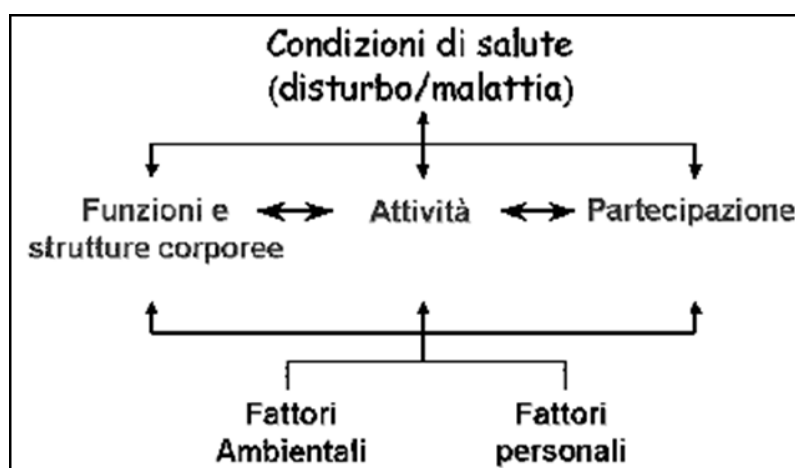 Condizioni di salute
(disturbo/malattia)
Funzioni e
strutture corporee
Attività
Partecipazione
Fattori
Ambientali
Fattori
personali